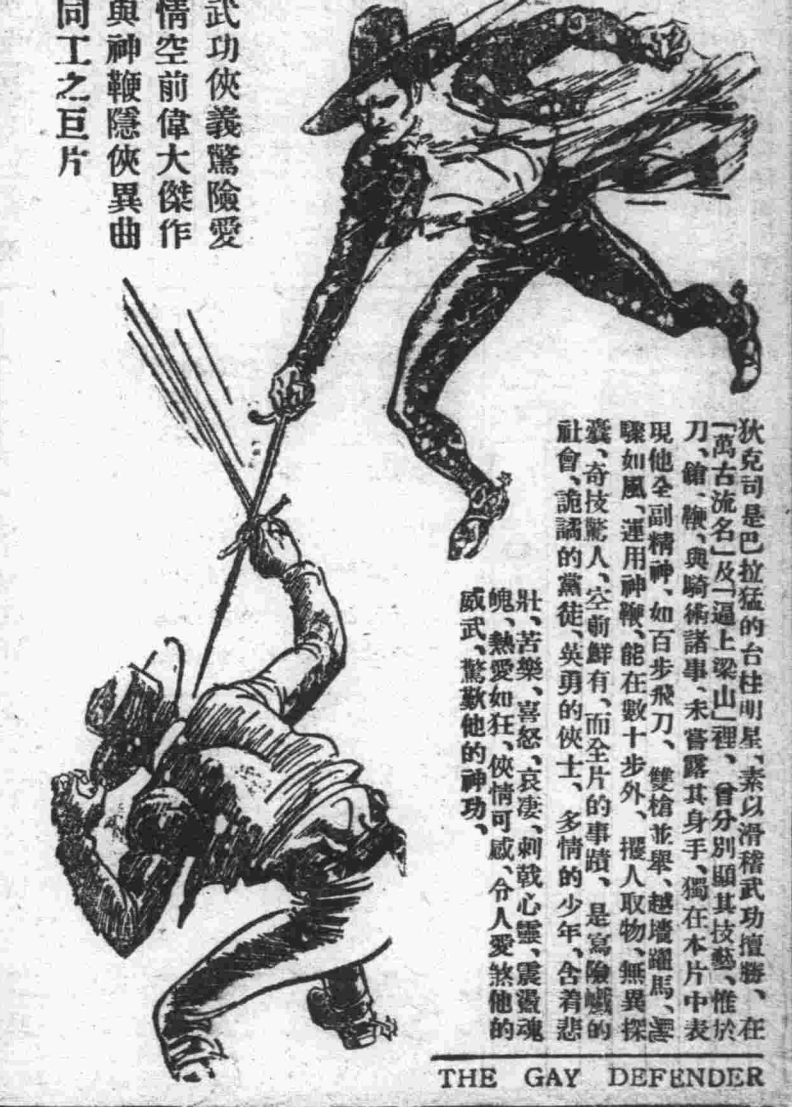 武功俠義驚險愛
情空前偉大傑作
與神鞭隱俠異曲
同工之巨片
狄克司是巴拉猛的台柱明星、素以滑稽武功擅勝、在
「萬古流名」及「逼上梁山」裡、曾分別顯其技藝、惟於
刀、鎗、鞭、與騎術諸事、未嘗露其身手、獨在本片中表
現他全副精神、如百步飛刀、雙槍並舉、越墻躍馬、
驟如風、運用神鞭、能在數十步外、攫人取物、無異探
囊、奇技驚人、空前鮮有、而全片的事蹟、是寫險巇的
社會、詭譎的黨徒、英勇的俠士、多情的少年、含着悲
壯、苦樂、喜怒、哀凄、刺戟心靈、震盪魂
魄、熱愛如狂、俠情可感、令人愛煞他的
威武、驚歎他的神功、
THE GAY DEFENDER